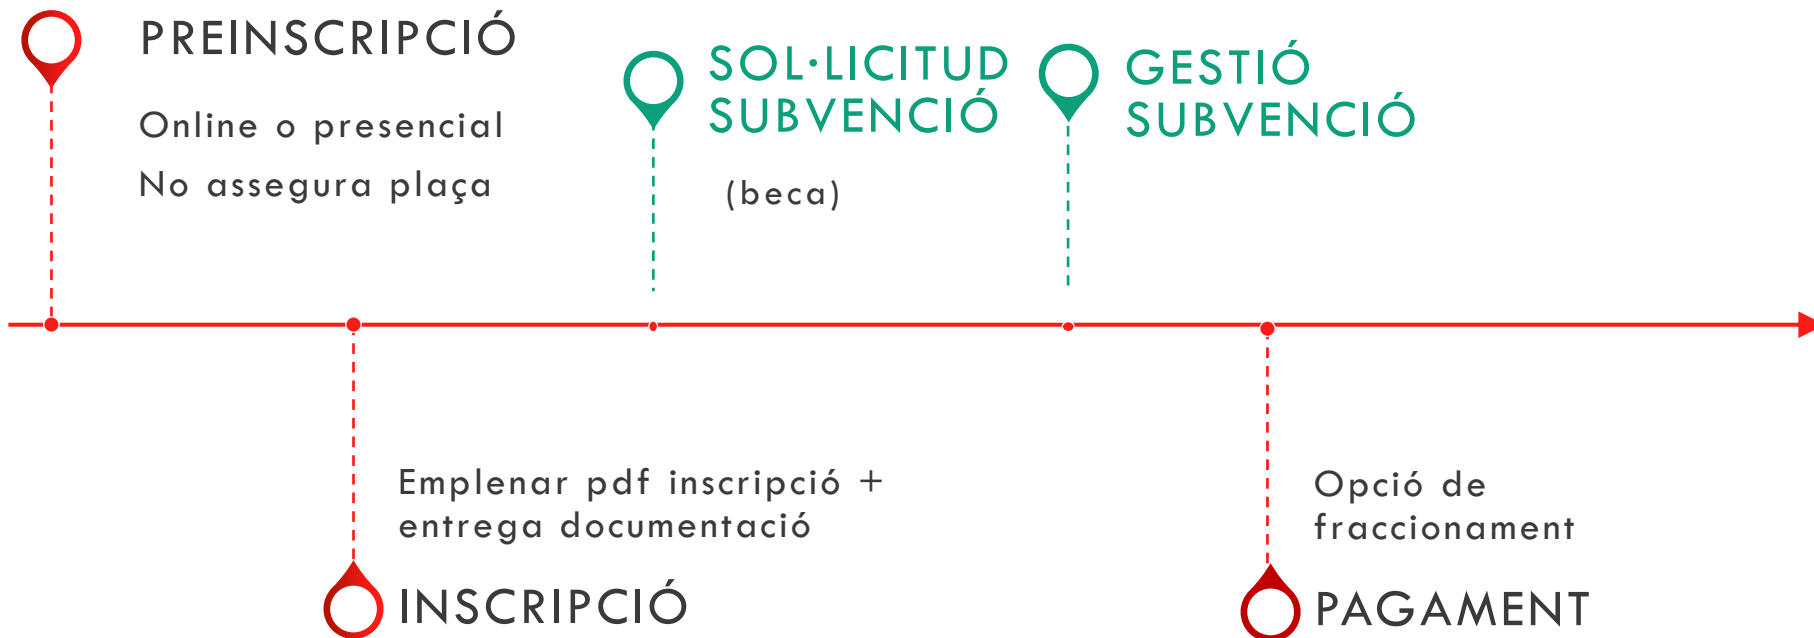 PREINSCRIPCIÓ
Online o presencial
No assegura plaça
SOL·LICITUD
SUBVENCIÓ
(beca)
GESTIÓ
SUBVENCIÓ
Emplenar pdf inscripció +
entrega documentació
INSCRIPCIÓ
Opció de
fraccionament
PAGAMENT